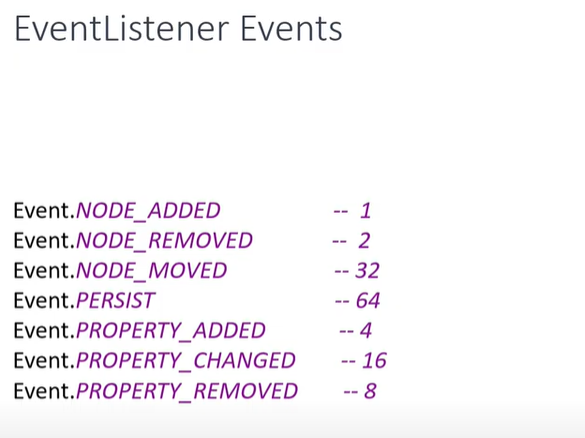 EventListener Events
Event.NODE_ADDED -- 1
Event.NODE_REMOVED -- 2
Event.NODE_MOVED -- 32
Event.PERSIST -- 64
Event.PROPERTY_ADDED -- 4
Event.PROPERTY_CHANGED -- 16
Event.PROPERTY_REMOVED -- 8